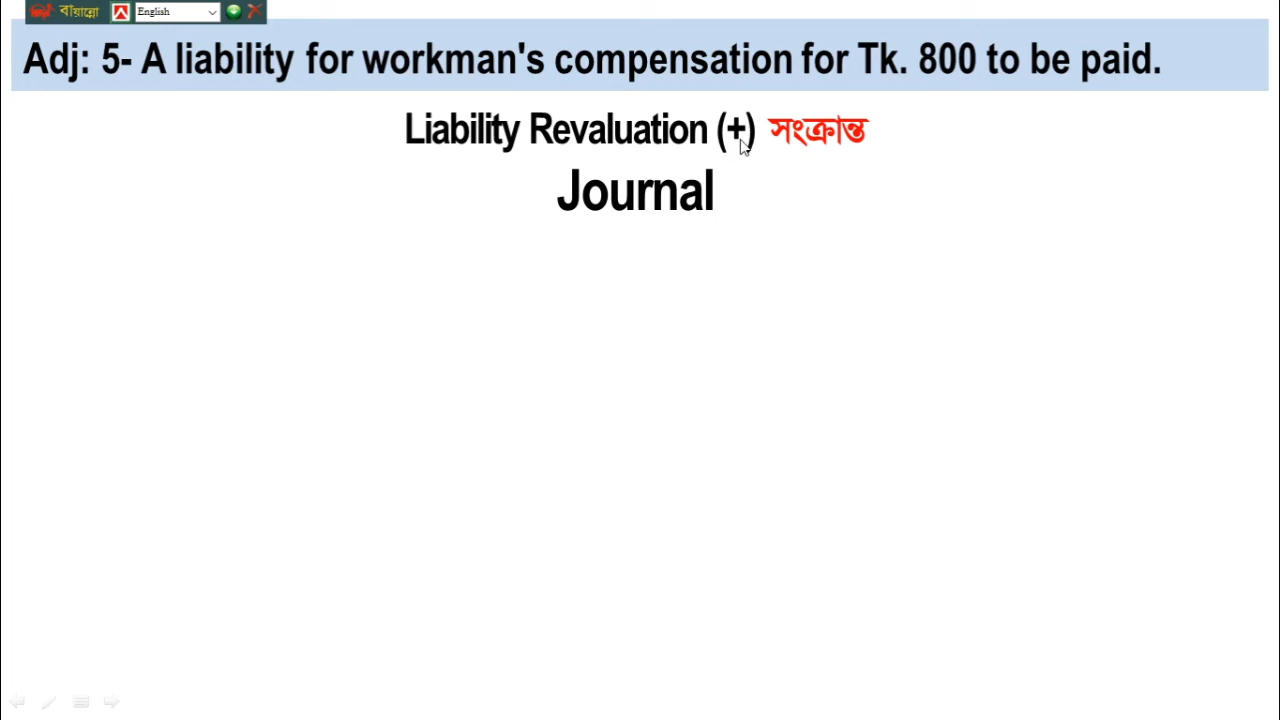 বাঁয়ান্নো English
Adj: 5- A liability for workman's compensation for Tk. 800 to be paid.
Liability Revaluation (+) সংক্রান্ত
Journal